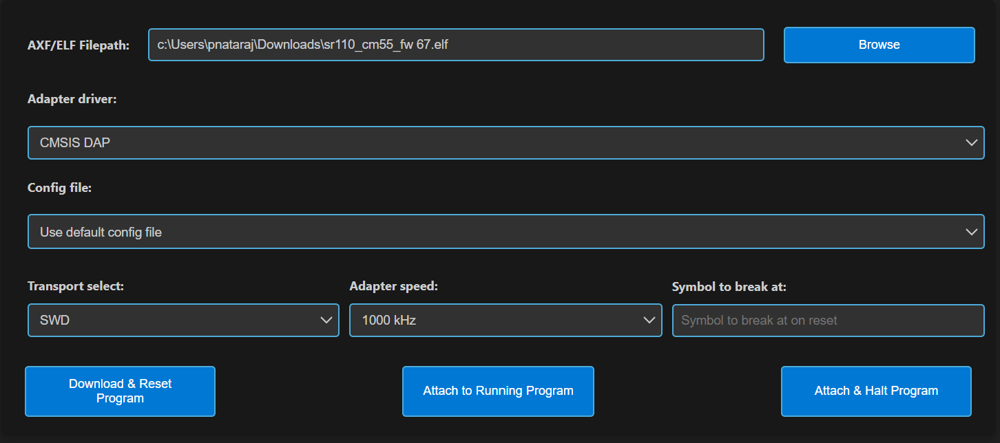 AXF/ELF Filepath:
c:\Users\pnataraj\Downloads\sr110_cm55_fw 67.elf
Browse
Adapter driver:
CMSIS DAP
Config file:
Use default config file
Transport select:
Adapter speed:
Symbol to break at:
SWD
1000 kHz
Symbol to break at on reset
Download & Reset
Program
Attach to Running Program
Attach & Halt Program